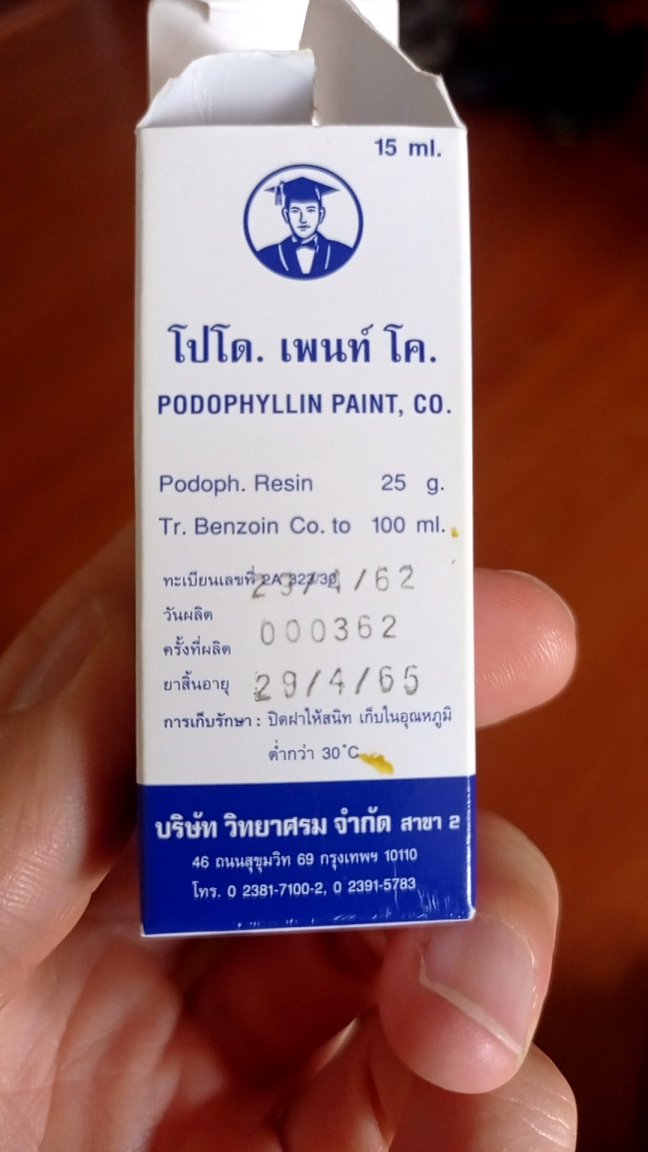 15 ml.
โปโด. เพนท์ โค.
PODOPHYLLIN PAINT, CO.
Podoph. Resin 25 g.
Tr. Benzoin Co. to 100 ml.
ทะเบียนเลขที่ 2A 323/30 29/4/62
วันผลิต
ครั้งที่ผลิต 000362
ยาสิ้นอายุ 29/4/65
การเก็บรักษา : ปิดฝาให้สนิท เก็บในอุณหภูมิ
ต่ำกว่า 30°C
บริษัท วิทยาศรม จำกัด สาขา 2
46 ถนนสุขุมวิท 69 กรุงเทพฯ 10110
โทร. 0 2381-7100-2, 0 2391-5783